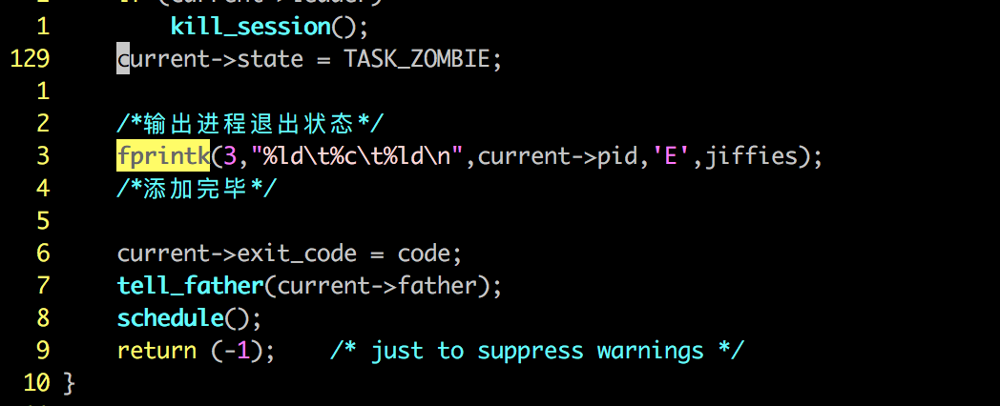 1 kill_session();
129 current->state = TASK_ZOMBIE;
1
2 /*输出进程退出状态*/
3 fprintk(3,"%ld\t%c\t%ld\n",current->pid,'E',jiffies);
4 /*添加完毕*/
5
6 current->exit_code = code;
7 tell_father(current->father);
8 schedule();
9 return (-1); /* just to suppress warnings */
10 }